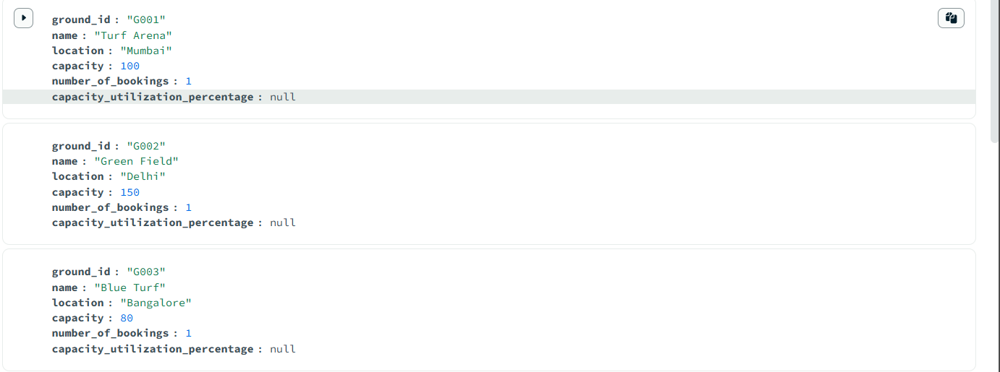 ground_id : "G001"
name : "Turf Arena"
location : "Mumbai"
capacity : 100
number_of_bookings : 1
capacity_utilization_percentage : null
ground_id : "G002"
name : "Green Field"
location : "Delhi"
capacity : 150
number_of_bookings : 1
capacity_utilization_percentage : null
ground_id : "G003"
name : "Blue Turf"
location : "Bangalore"
capacity : 80
number_of_bookings : 1
capacity_utilization_percentage : null